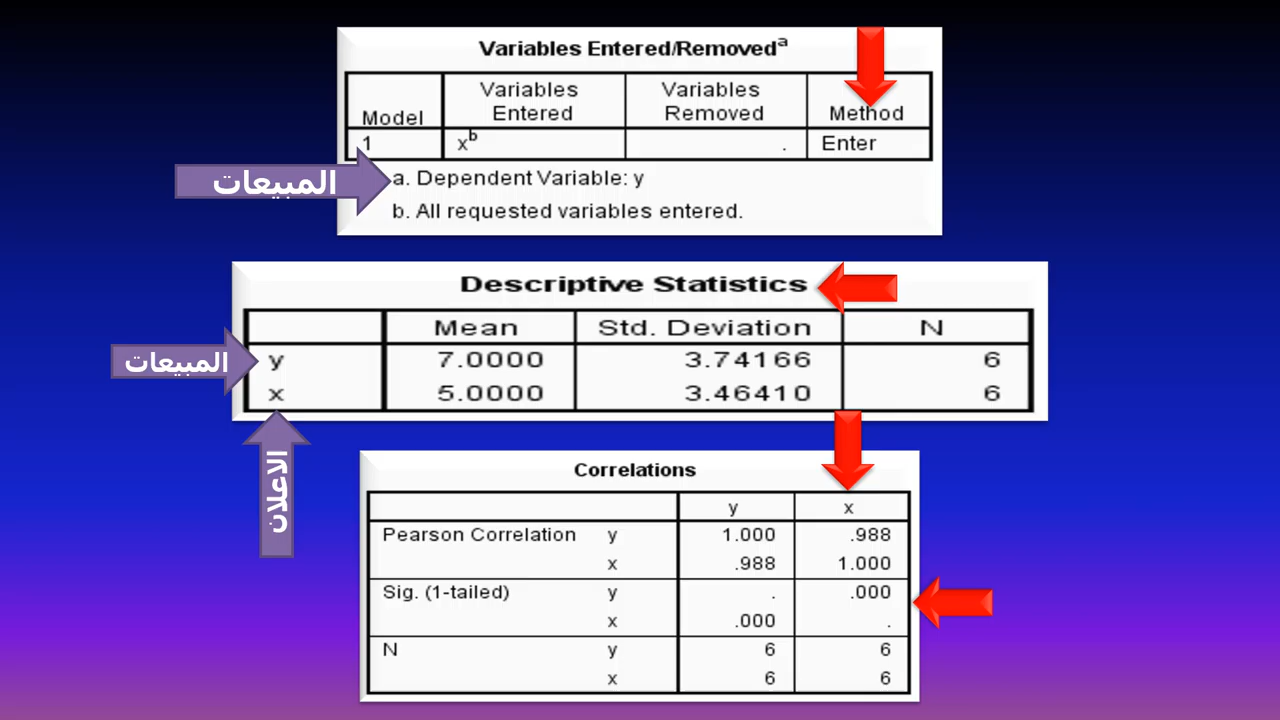 Variables Entered/Removedᵃ
Model Variables Entered Variables Removed Method
1 xᵇ . Enter
المبيعات
a. Dependent Variable: y
b. All requested variables entered.
Descriptive Statistics
Mean Std. Deviation N
المبيعات
y 7.0000 3.74166 6
x 5.0000 3.46410 6
الاعلان
Correlations
y x
Pearson Correlation y 1.000 .988
x .988 1.000
Sig. (1-tailed) y . .000
x .000 .
N y 6 6
x 6 6